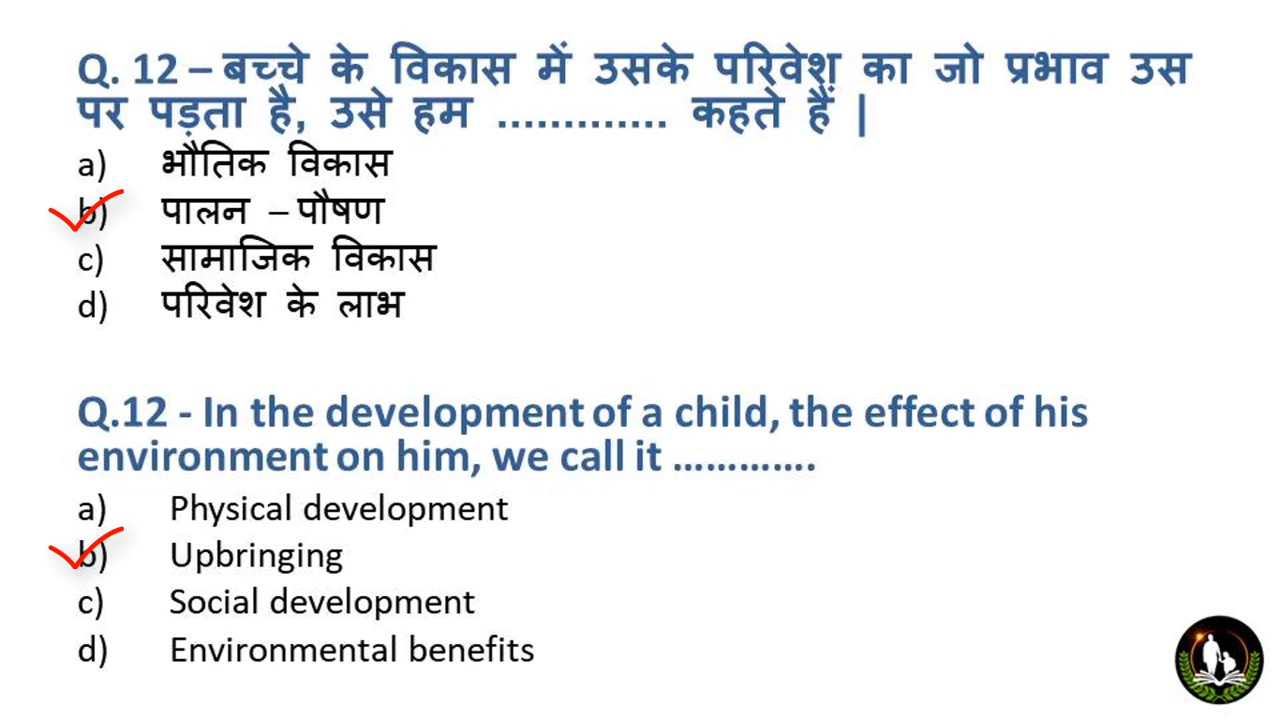 Q. 12 – बच्चे के विकास में उसके परिवेश का जो प्रभाव उस
पर पड़ता है, उसे हम ............. कहते हैं |
a) भौतिक विकास
b) पालन – पौषण
c) सामाजिक विकास
d) परिवेश के लाभ
Q.12 - In the development of a child, the effect of his
environment on him, we call it ………….
a) Physical development
b) Upbringing
c) Social development
d) Environmental benefits